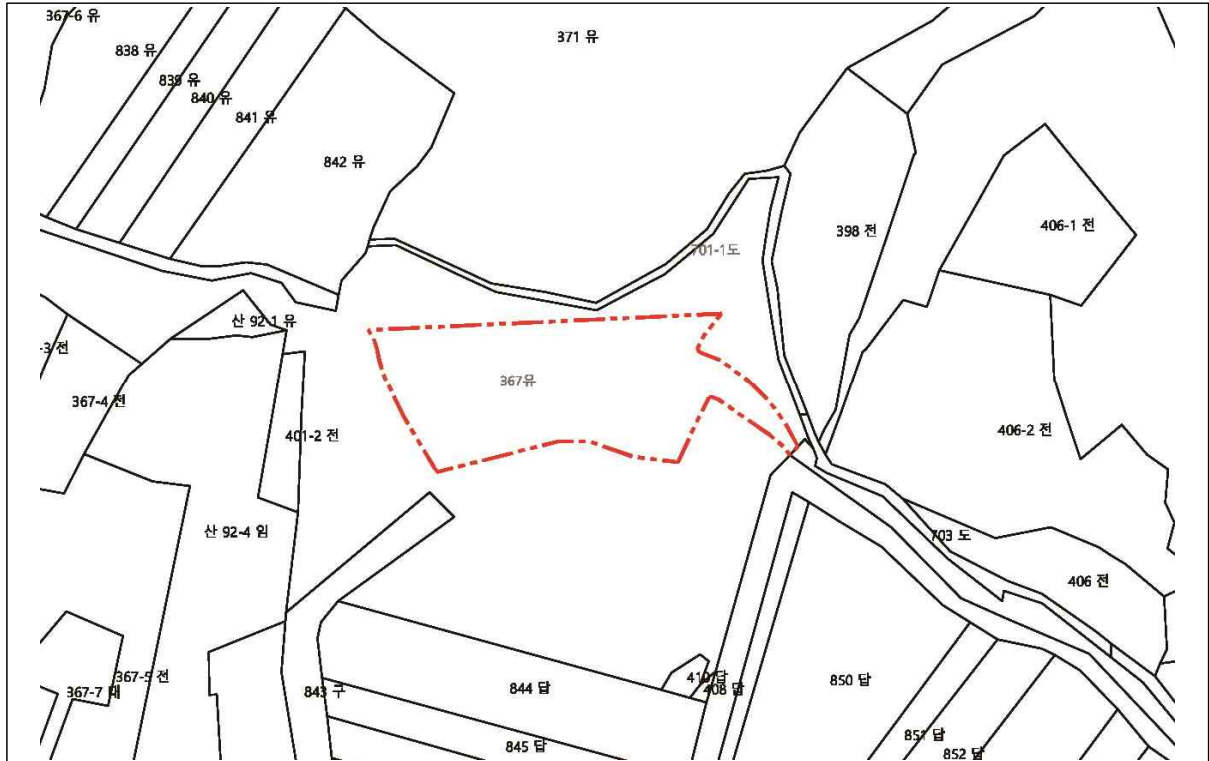 367-6 유
371 유
838 유
839 유
840 유
841 유
842 유
398 전
406-1 전
701-1도
산 92-1 유
-3 전
367유
367-4 전
401-2 전
406-2 전
산 92-4 임
703 도
406 전
367-5 전
410 답
850 답
844 답
408 답
367-7 대
843 구
851 답
845 답
852 답